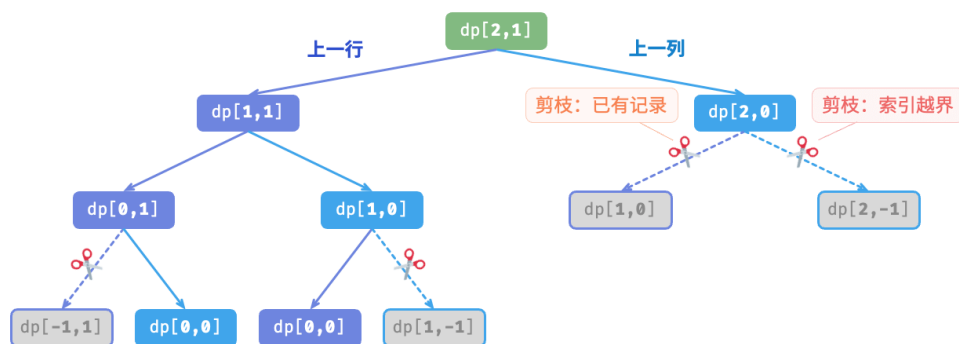 dp[2,1]
上一行
上一列
dp[1,1]
剪枝：已有记录
dp[2,0]
剪枝：索引越界
dp[0,1]
dp[1,0]
dp[1,0]
dp[2,-1]
dp[-1,1]
dp[0,0]
dp[0,0]
dp[1,-1]